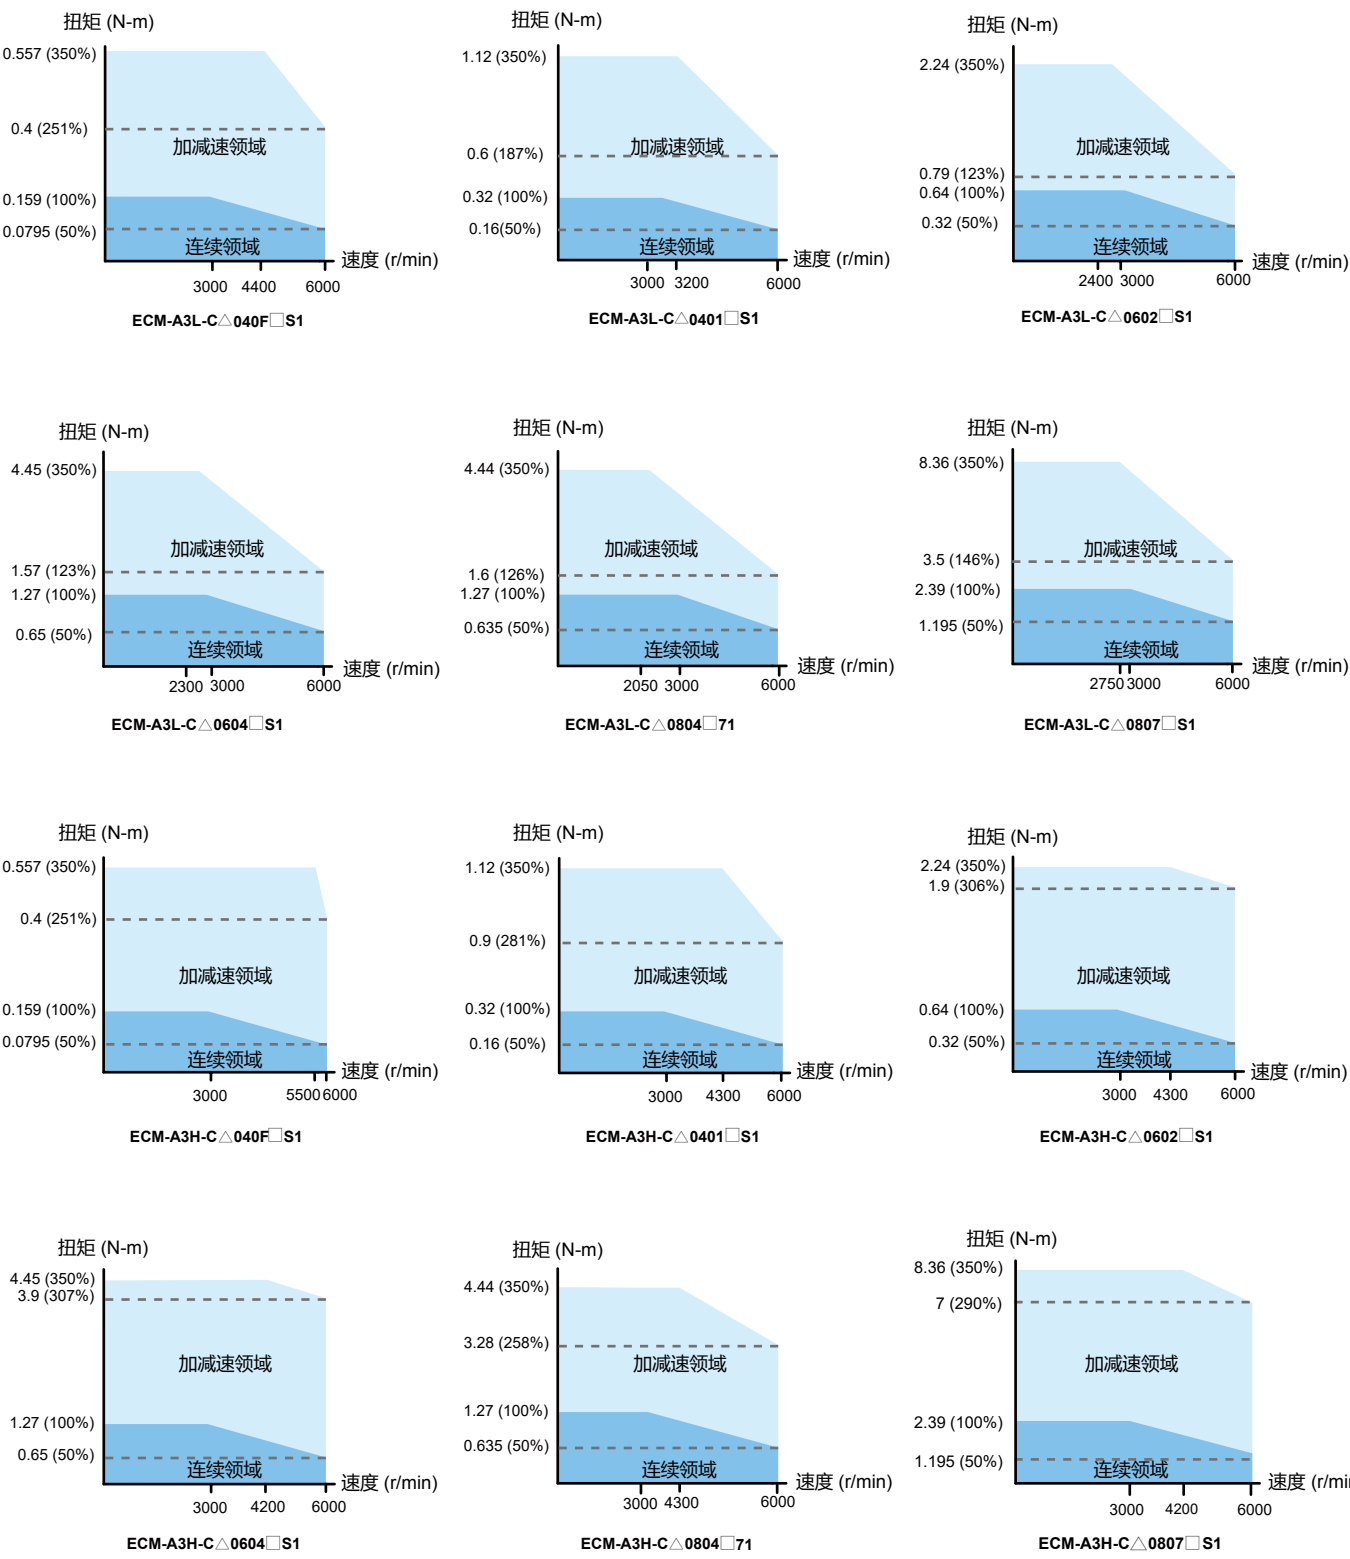 扭矩 (N-m)
0.557 (350%)
0.4 (251%)
加减速领域
0.159 (100%)
0.0795 (50%)
连续领域
速度 (r/min)
3000 4400 6000
ECM-A3L-C△040F□S1
扭矩 (N-m)
1.12 (350%)
0.6 (187%)
加减速领域
0.32 (100%)
0.16(50%)
连续领域
速度 (r/min)
3000 3200 6000
ECM-A3L-C△0401□S1
扭矩 (N-m)
2.24 (350%)
加减速领域
0.79 (123%)
0.64 (100%)
0.32 (50%)
连续领域
速度 (r/min)
2400 3000 6000
ECM-A3L-C△0602□S1
扭矩 (N-m)
4.45 (350%)
加减速领域
1.57 (123%)
1.27 (100%)
0.65 (50%)
连续领域
速度 (r/min)
2300 3000 6000
ECM-A3L-C△0604□S1
扭矩 (N-m)
4.44 (350%)
加减速领域
1.6 (126%)
1.27 (100%)
0.635 (50%)
连续领域
速度 (r/min)
2050 3000 6000
ECM-A3L-C△0804□71
扭矩 (N-m)
8.36 (350%)
加减速领域
3.5 (146%)
2.39 (100%)
1.195 (50%)
连续领域
速度 (r/min)
2750 3000 6000
ECM-A3L-C△0807□S1
扭矩 (N-m)
0.557 (350%)
0.4 (251%)
加减速领域
0.159 (100%)
0.0795 (50%)
连续领域
速度 (r/min)
3000 5500 6000
ECM-A3H-C△040F□S1
扭矩 (N-m)
1.12 (350%)
0.9 (281%)
加减速领域
0.32 (100%)
0.16 (50%)
连续领域
速度 (r/min)
3000 4300 6000
ECM-A3H-C△0401□S1
扭矩 (N-m)
2.24 (350%)
1.9 (306%)
加减速领域
0.64 (100%)
0.32 (50%)
连续领域
速度 (r/min)
3000 4300 6000
ECM-A3H-C△0602□S1
扭矩 (N-m)
4.45 (350%)
3.9 (307%)
加减速领域
1.27 (100%)
0.65 (50%)
连续领域
速度 (r/min)
3000 4200 6000
ECM-A3H-C△0604□S1
扭矩 (N-m)
4.44 (350%)
3.28 (258%)
加减速领域
1.27 (100%)
0.635 (50%)
连续领域
速度 (r/min)
3000 4300 6000
ECM-A3H-C△0804□71
扭矩 (N-m)
8.36 (350%)
7 (290%)
加减速领域
2.39 (100%)
1.195 (50%)
连续领域
速度 (r/mi
3000 4200 6000
ECM-A3H-C△0807□S1